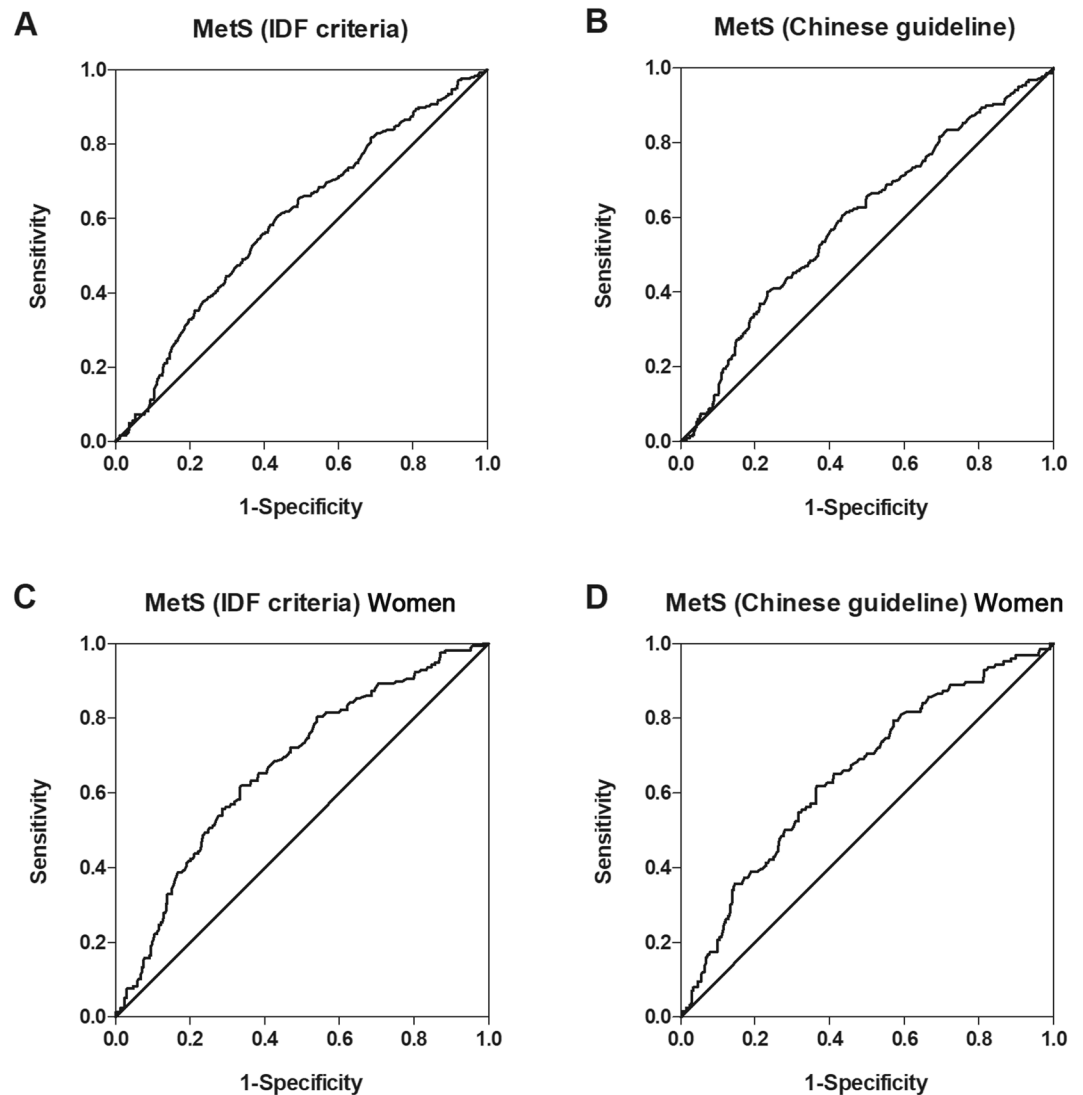 A
MetS (IDF criteria)
1.0
0.8
0.6
0.4
0.2
0.0
Sensitivity
0.0 0.2 0.4 0.6 0.8 1.0
1-Specificity
B
MetS (Chinese guideline)
1.0
0.8
0.6
0.4
0.2
0.0
Sensitivity
0.0 0.2 0.4 0.6 0.8 1.0
1-Specificity
C
MetS (IDF criteria) Women
1.0
0.8
0.6
0.4
0.2
0.0
Sensitivity
0.0 0.2 0.4 0.6 0.8 1.0
1-Specificity
D
MetS (Chinese guideline) Women
1.0
0.8
0.6
0.4
0.2
0.0
Sensitivity
0.0 0.2 0.4 0.6 0.8 1.0
1-Specificity